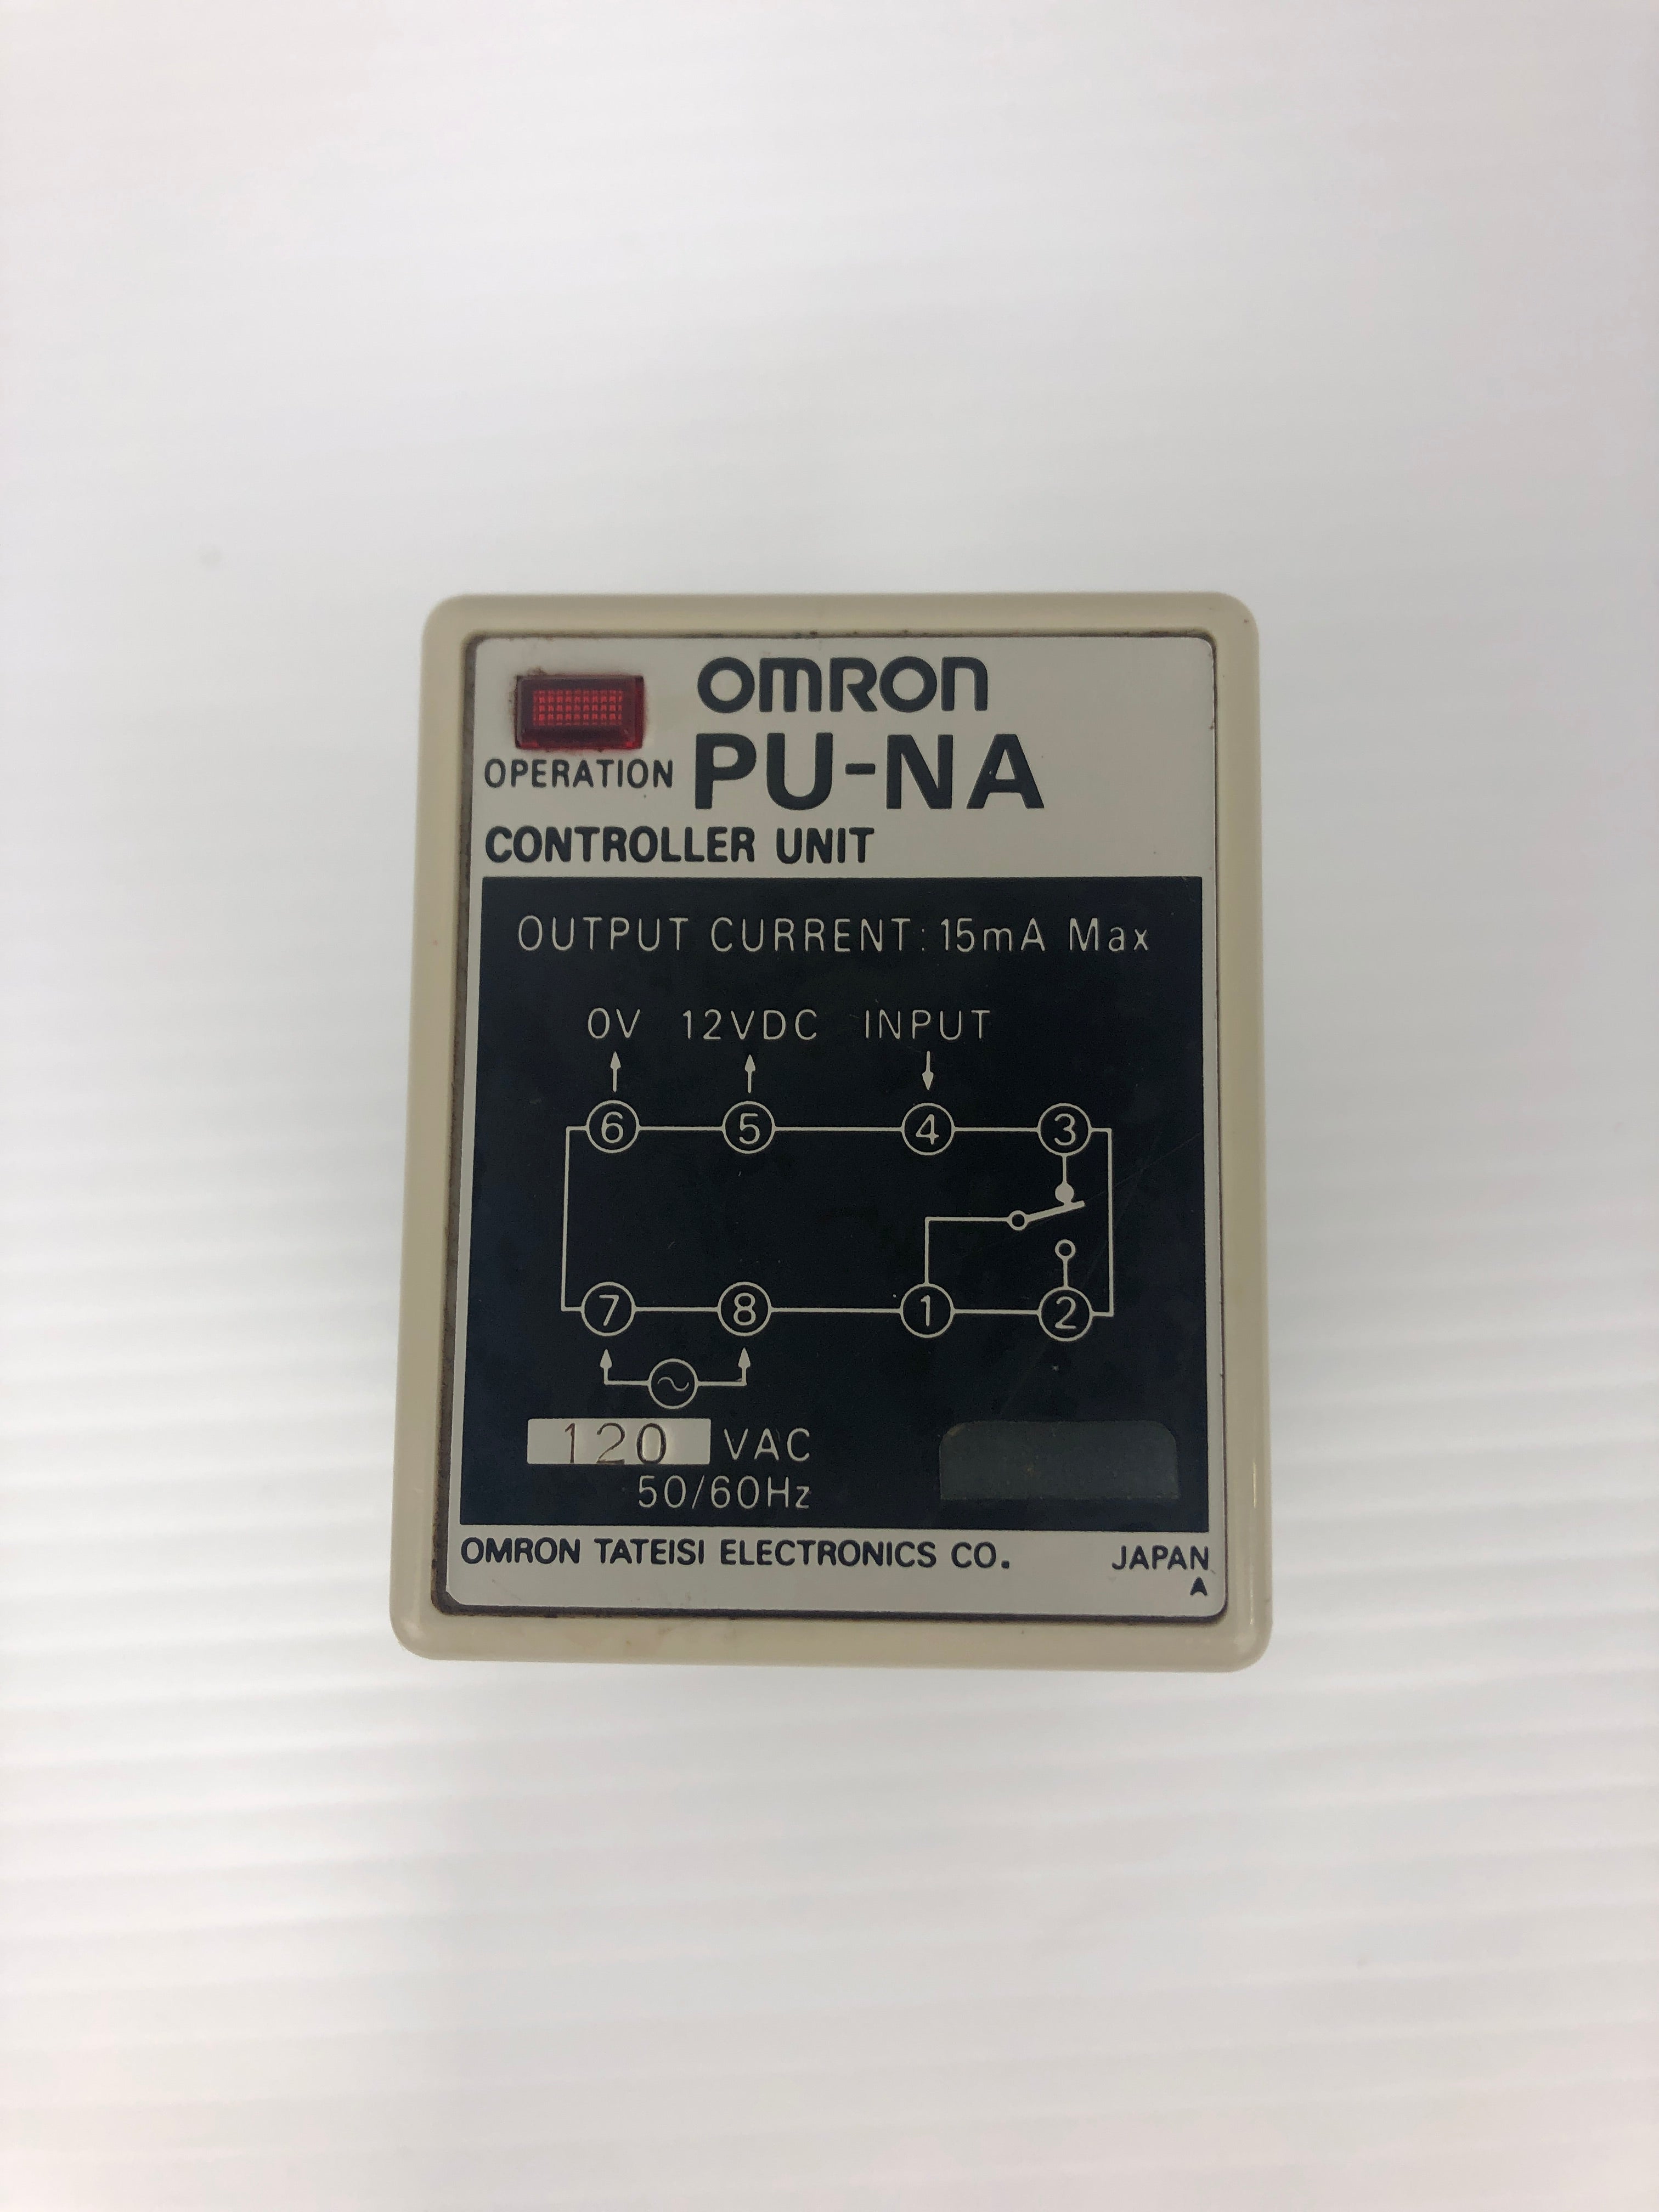 OMRON
OPERATION PU-NA
CONTROLLER UNIT
OUTPUT CURRENT: 15mA Max
0V 12VDC INPUT
6 5 4 3
7 8 1 2
120 VAC
50/60Hz
OMRON TATEISI ELECTRONICS CO. JAPAN
A